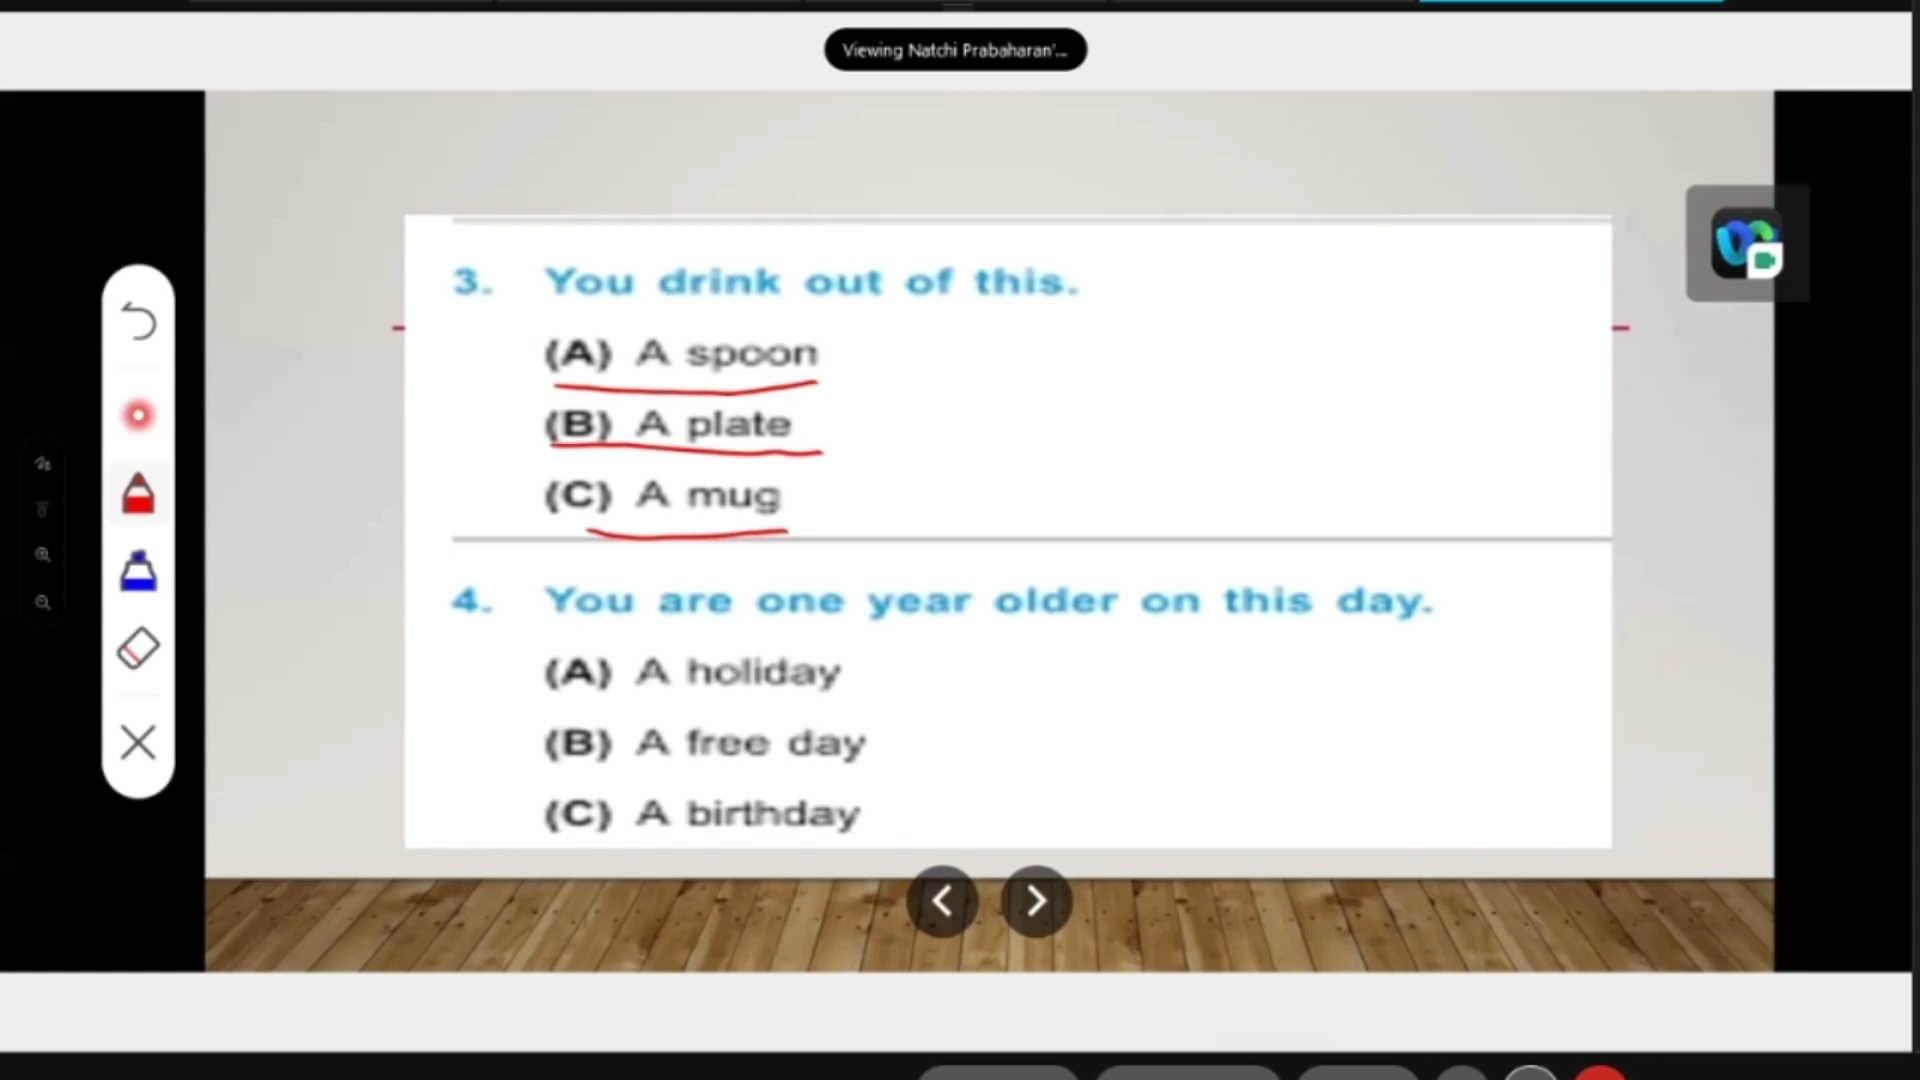 Viewing Natchi Prabaharan'...
3. You drink out of this.
(A) A spoon
(B) A plate
(C) A mug
4. You are one year older on this day.
(A) A holiday
(B) A free day
(C) A birthday